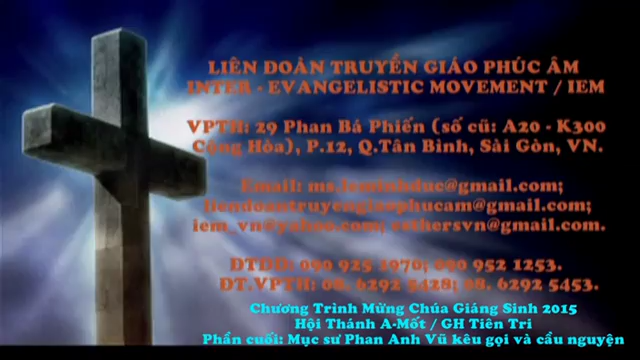 LIÊN ĐOÀN TRUYỀN GIÁO PHÚC ÂM
INTER - EVANGELISTIC MOVEMENT / IEM
VPTH: 29 Phan Bá Phiến (số cũ: A20 - K300
Cộng Hòa), P.12, Q.Tân Bình, Sài Gòn, VN.
Email: ms.leminhduc@gmail.com;
liendoantruyengiaophucam@gmail.com;
iem_vn@yahoo.com; esthersvn@gmail.com.
ĐTDD: 090 925 1970; 090 952 1253.
ĐT.VPTH: 08. 6292 5428; 08. 6292 5453.
Chương Trình Mừng Chúa Giáng Sinh 2015
Hội Thánh A-Mốt / GH Tiên Tri
Phần cuối: Mục sư Phan Anh Vũ kêu gọi và cầu nguyện